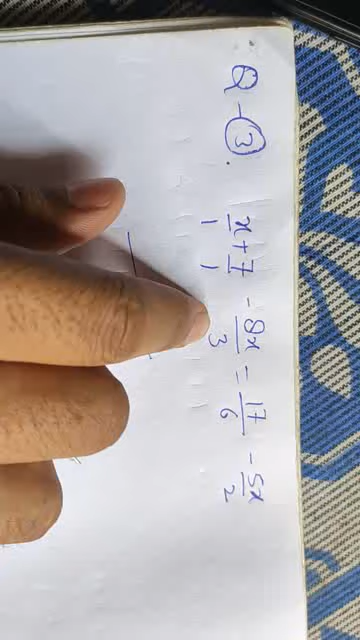 Q-3.
x/1 + 7/1 - 8x/3 = 17/6 - 5x/2